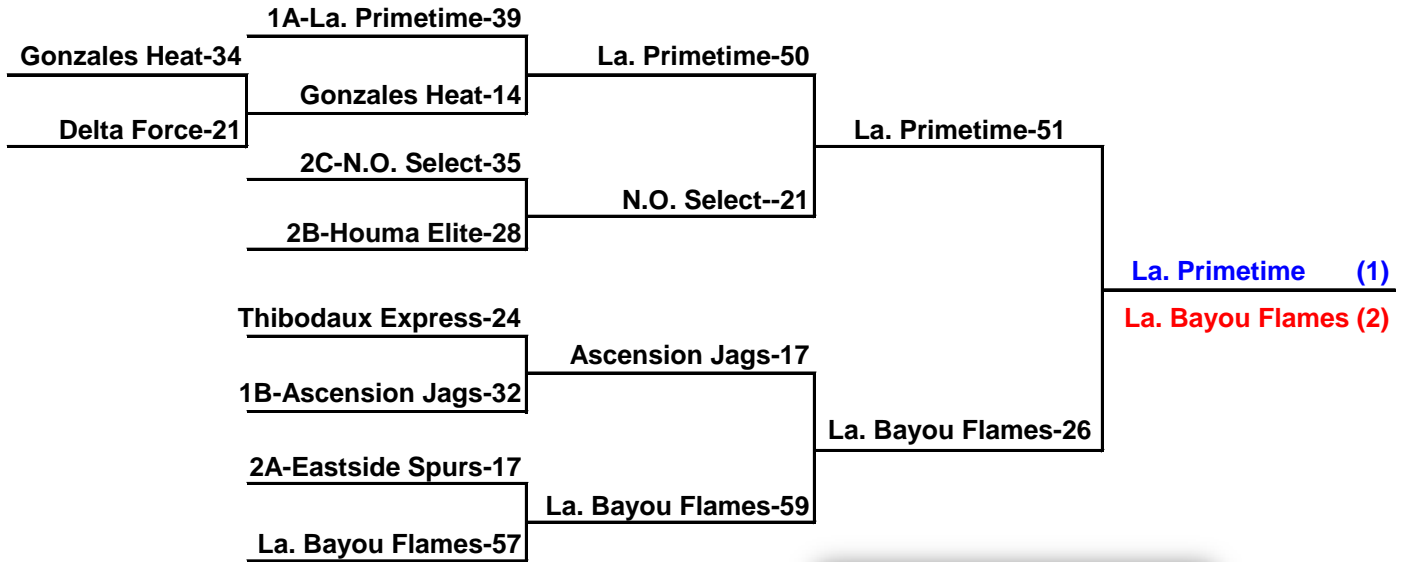 1A-La. Primetime-39
Gonzales Heat-34
La. Primetime-50
Gonzales Heat-14
Delta Force-21
La. Primetime-51
2C-N.O. Select-35
N.O. Select--21
2B-Houma Elite-28
La. Primetime (1)
Thibodaux Express-24
La. Bayou Flames (2)
Ascension Jags-17
1B-Ascension Jags-32
La. Bayou Flames-26
2A-Eastside Spurs-17
La. Bayou Flames-59
La. Bayou Flames-57